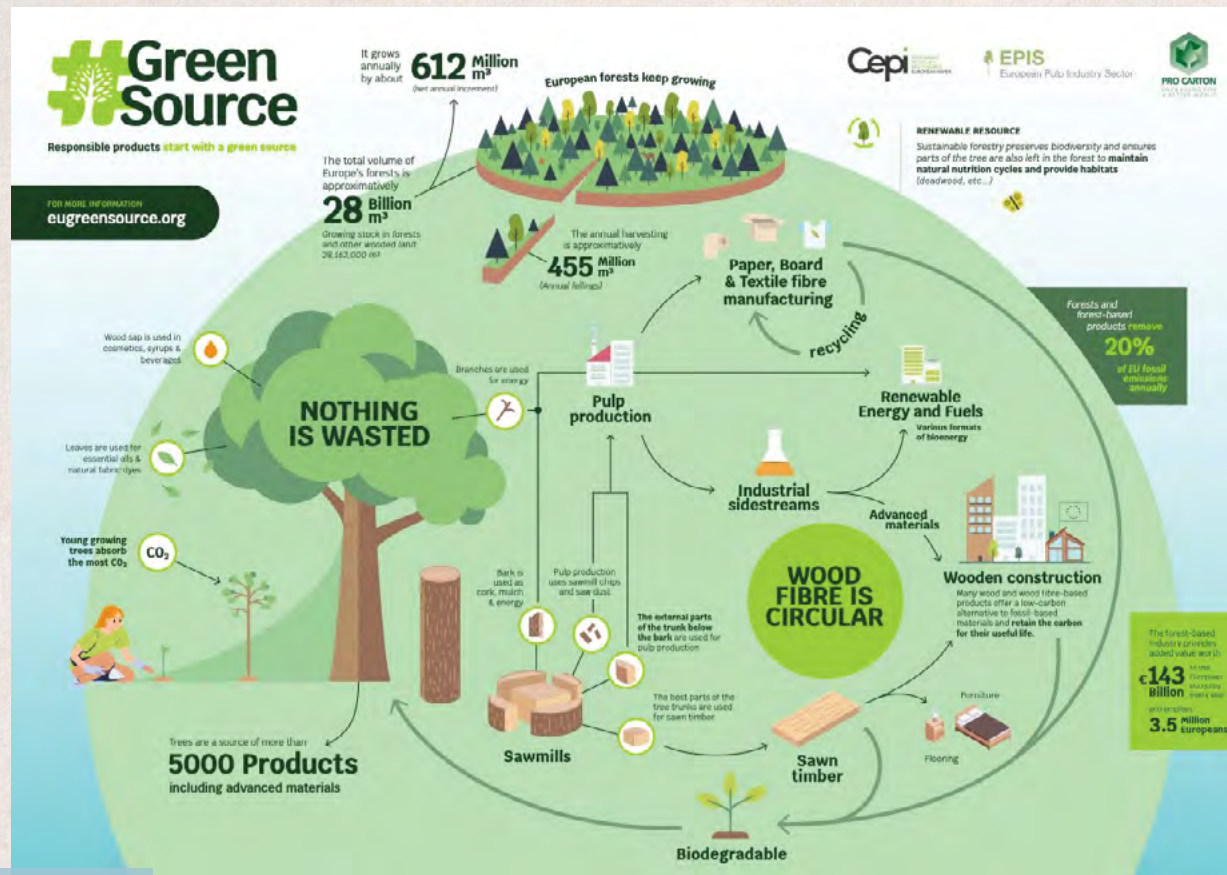 #Green
Source
Responsible products start with a green source
FOR MORE INFORMATION
eugreensource.org
It grows
annually
by about
612 Million
m³
(Net annual increment)
European forests keep growing
The total volume of
Europe's forests is
approximatively
28 Billion
m³
Growing stock in forests
and other wooded land
The annual harvesting
is approximatively
455 Million
m³
(Annual fellings)
Cepi
EPIS
European Pulp Industry Sector
PRO CARTON
RENEWABLE RESOURCE
Sustainable forestry preserves biodiversity and ensures
parts of the tree are also left in the forest to maintain
natural nutrition cycles and provide habitats
(deadwood, etc...)
Paper, Board
& Textile fibre
manufacturing
recycling
Forests and
forest-based
products remove
20%
of EU fossil
emissions
annually
Wood sap is used in
cosmetics, syrups &
beverages
Branches are used
for energy
NOTHING
IS WASTED
Pulp
production
Renewable
Energy and Fuels
Various formats
of bioenergy
Leaves are used for
essential oils &
natural fabric dyes
Industrial
sidestreams
Advanced
materials
Young growing
trees absorb
the most CO₂
CO₂
Bark is
used as
cork, mulch
& energy
Pulp production
uses sawmill chips
and saw dust
The external parts
of the trunk below
the bark are used for
pulp production
WOOD
FIBRE IS
CIRCULAR
Wooden construction
Many wood and wood fibre-based
products offer a low-carbon
alternative to fossil-based
materials and retain the carbon
for their useful life.
The forest-based
industry provides
added value worth
€143
Billion
and employs
3.5 Million
Europeans
The best parts of the
tree trunks are used
for sawn timber
Sawmills
Sawn
timber
Furniture
Flooring
Trees are a source of more than
5000 Products
including advanced materials
Biodegradable